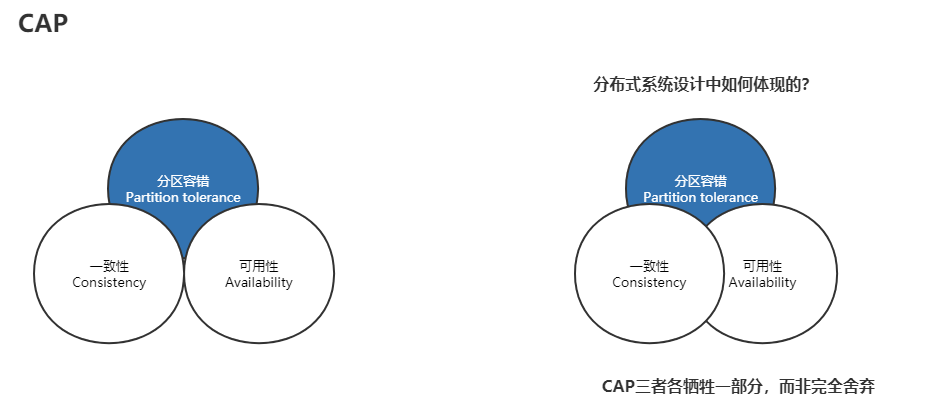 CAP
分区容错
Partition tolerance
一致性
Consistency
可用性
Availability
分布式系统设计中如何体现的?
分区容错
Partition tolerance
一致性
Consistency
可用性
Availability
CAP三者各牺牲一部分，而非完全舍弃